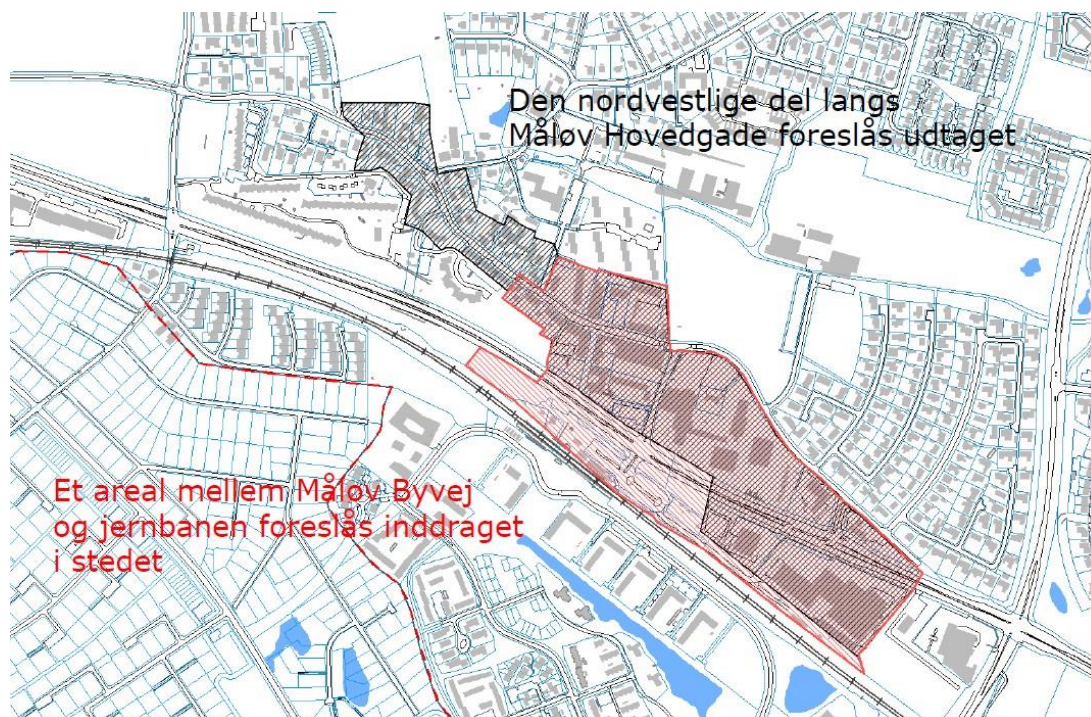 Den nordvestlige del langs
Måløv Hovedgade foreslås udtaget
Et areal mellem Måløv Byvej
og jernbanen foreslås inddraget
i stedet